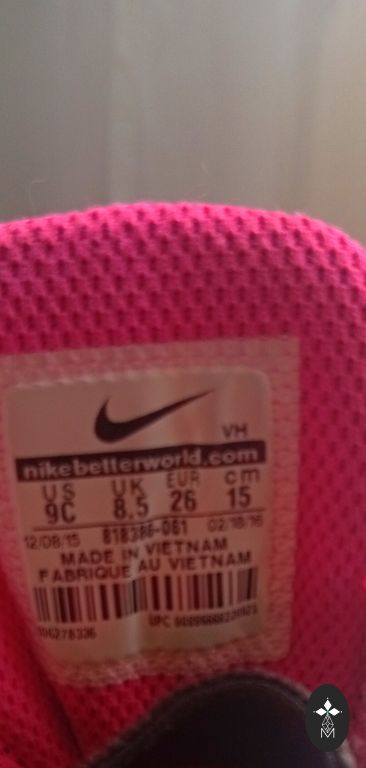 VH
nikebetterworld.com
US UK EUR cm
9C 8.5 26 15
12/08/15 02/18/16
MADE IN VIETNAM
FABRIQUE AU VIETNAM
UPC